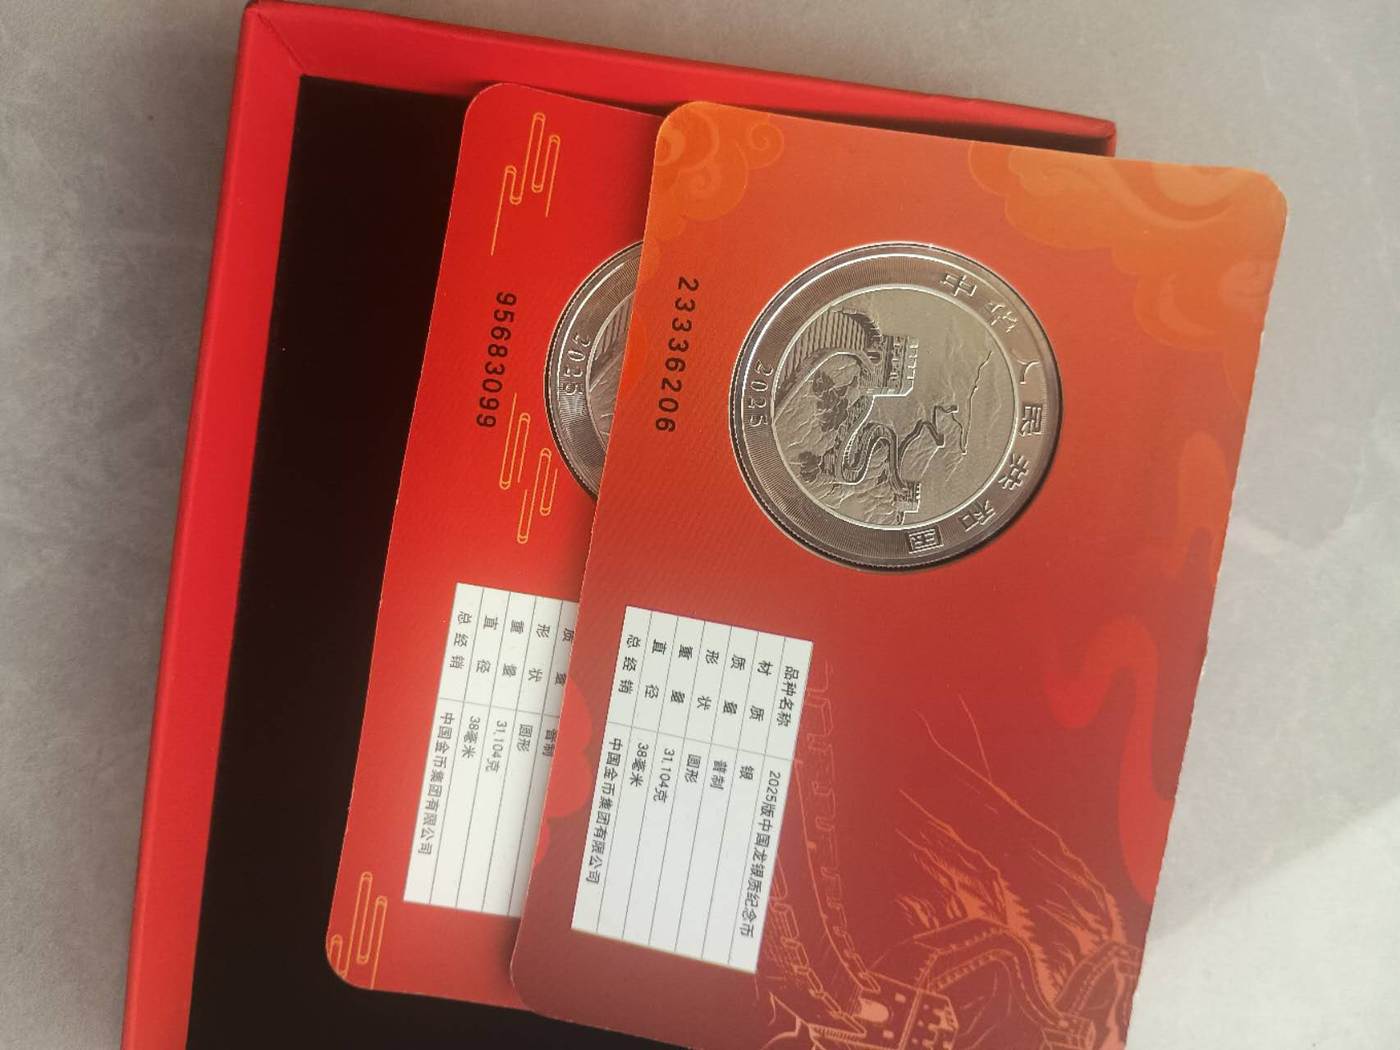 23336206
中华人民共和国
2025
品种名称 2025版中国龙银质纪念币
材质 银
质量 普制
形状 圆形
重量 31.104克
直径 38毫米
总经销 中国金币集团有限公司
95683099
2025
质量 普制
形状 圆形
重量 31.104克
直径 38毫米
总经销 中国金币集团有限公司